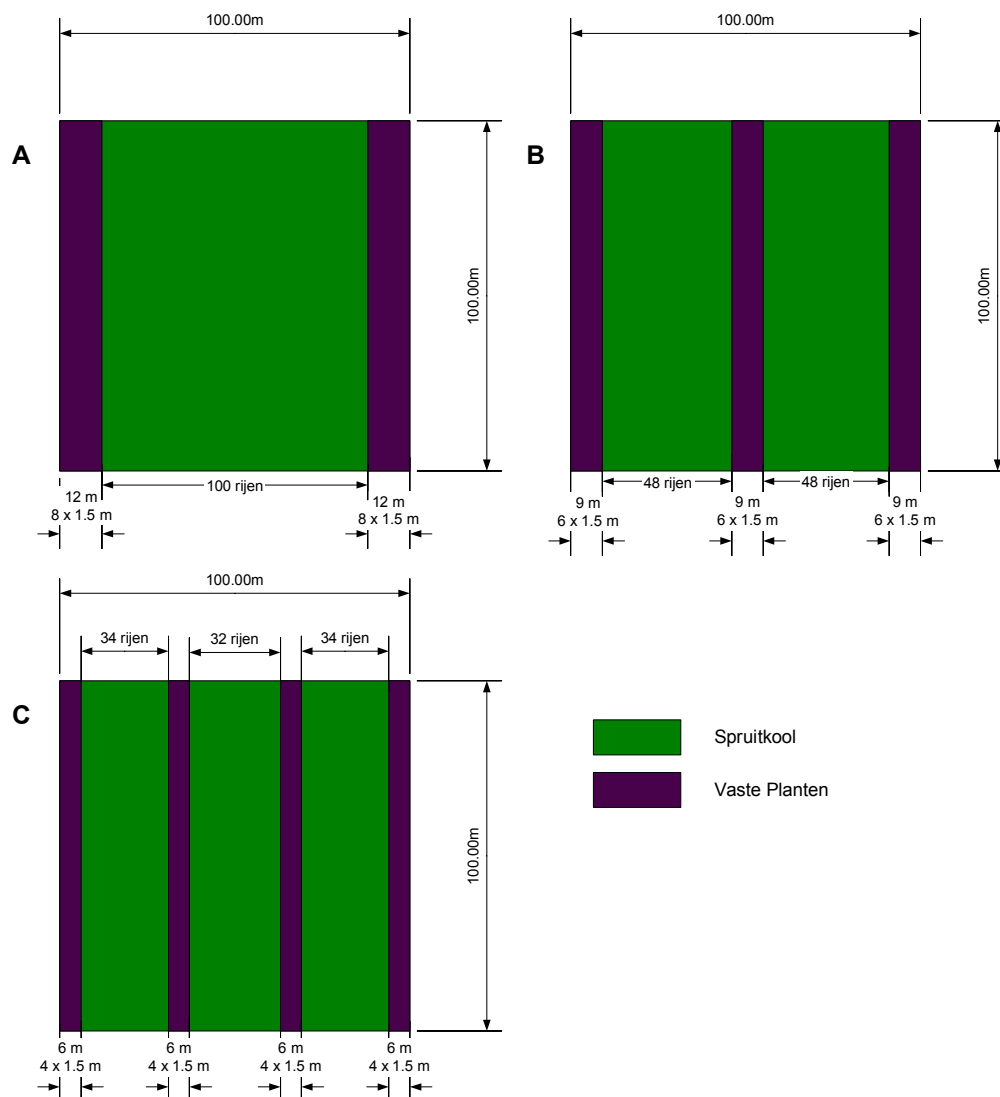 100.00m
A
100.00m
100 rijen
12 m
8 x 1.5 m
12 m
8 x 1.5 m
100.00m
B
100.00m
48 rijen
48 rijen
9 m
6 x 1.5 m
9 m
6 x 1.5 m
9 m
6 x 1.5 m
100.00m
34 rijen
32 rijen
34 rijen
C
100.00m
6 m
4 x 1.5 m
6 m
4 x 1.5 m
6 m
4 x 1.5 m
6 m
4 x 1.5 m
Spruitkool
Vaste Planten